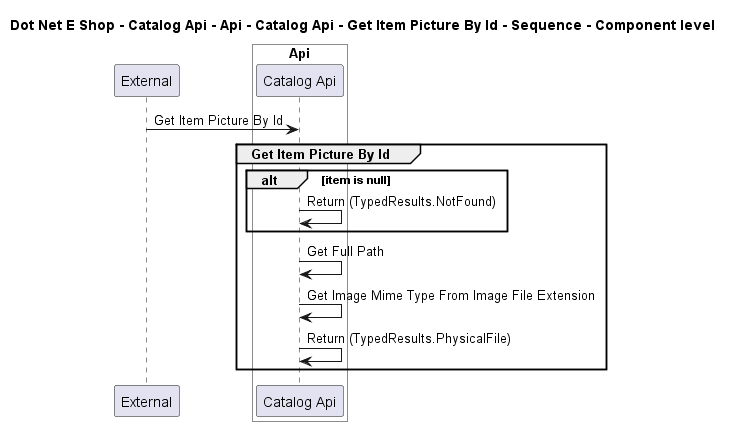 Dot Net E Shop - Catalog Api - Api - Catalog Api - Get Item Picture By Id - Sequence - Component level
Api
External
Catalog Api
Get Item Picture By Id
Get Item Picture By Id
alt
[item is null]
Return (TypedResults.NotFound)
Get Full Path
Get Image Mime Type From Image File Extension
Return (TypedResults.PhysicalFile)
External
Catalog Api